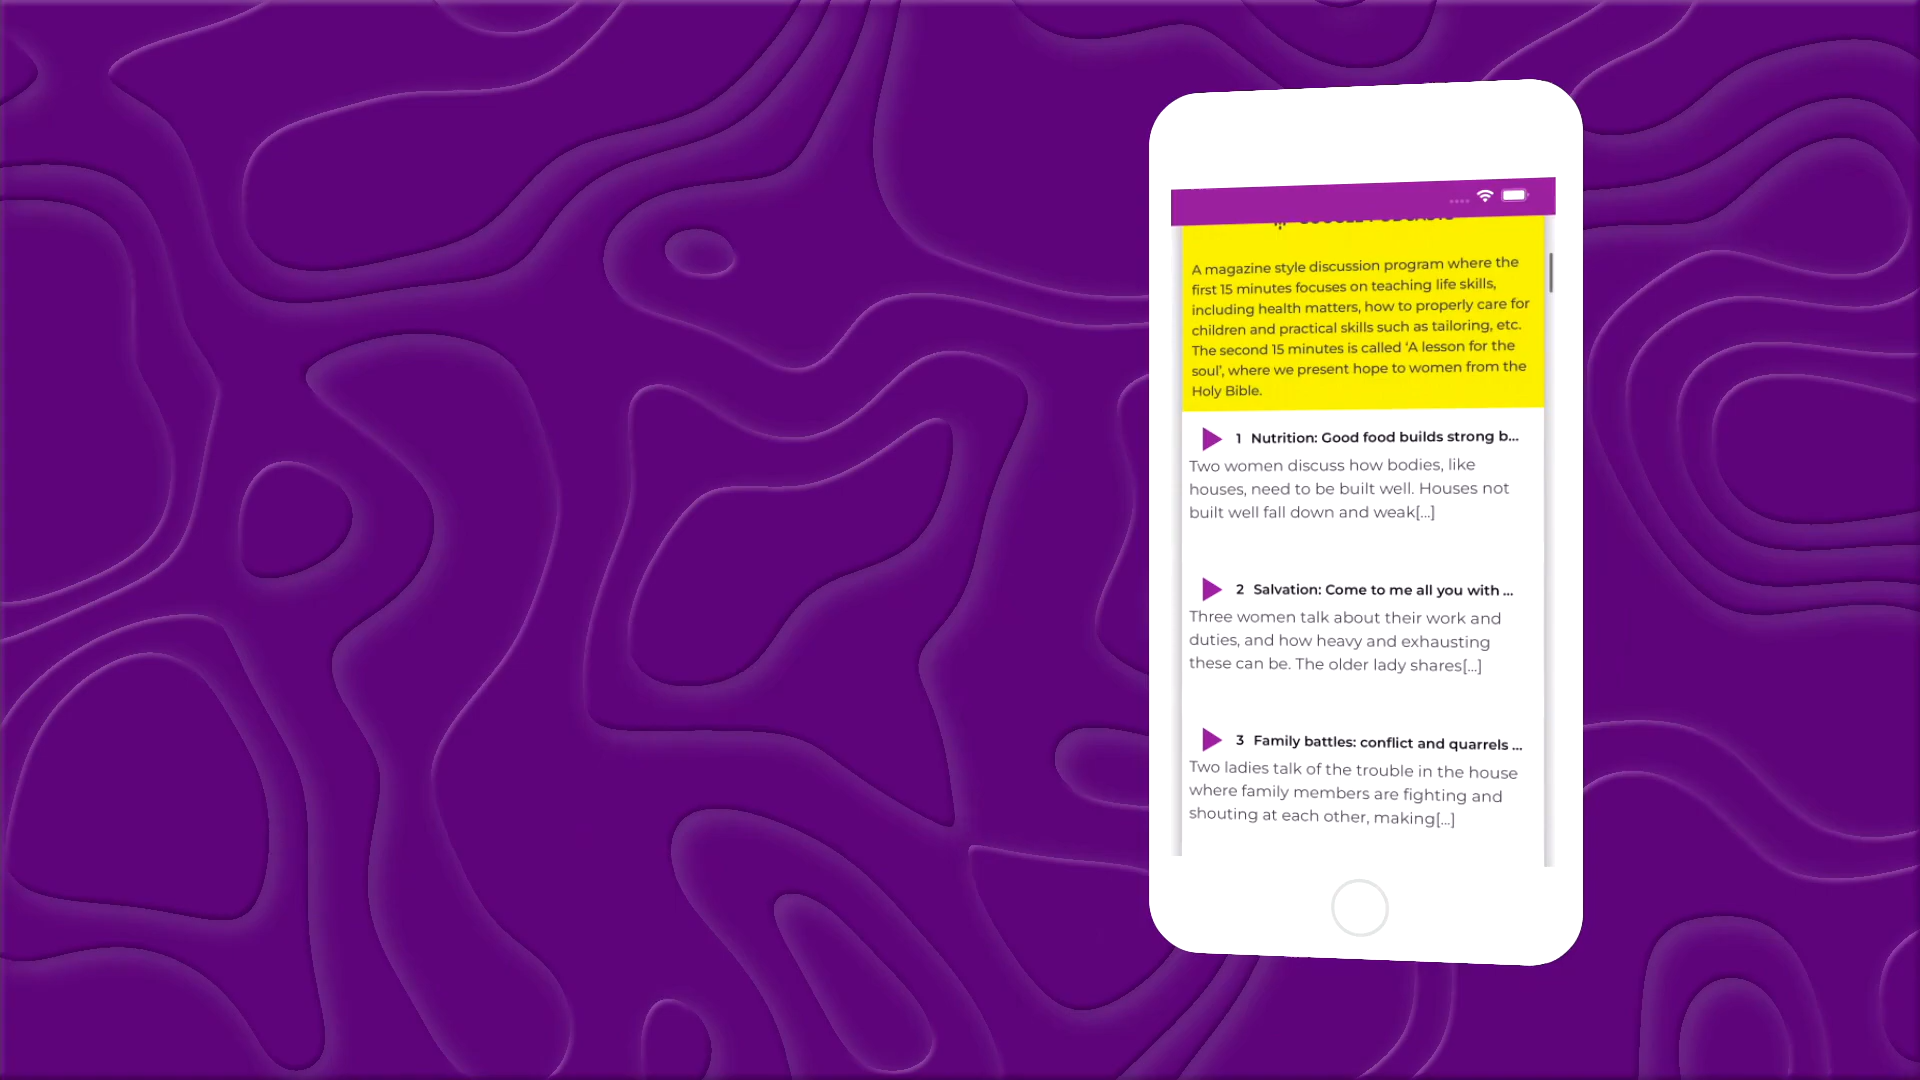 A magazine style discussion program where the
first 15 minutes focuses on teaching life skills,
including health matters, how to properly care for
children and practical skills such as tailoring, etc.
The second 15 minutes is called ‘A lesson for the
soul’, where we present hope to women from the
Holy Bible.
1 Nutrition: Good food builds strong b...
Two women discuss how bodies, like
houses, need to be built well. Houses not
built well fall down and weak[...]
2 Salvation: Come to me all you with ...
Three women talk about their work and
duties, and how heavy and exhausting
these can be. The older lady shares[...]
3 Family battles: conflict and quarrels ...
Two ladies talk of the trouble in the house
where family members are fighting and
shouting at each other, making[...]